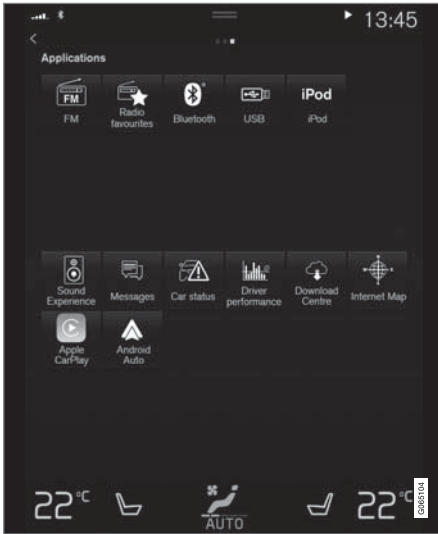 13:45
Applications
FM iPod
FM Radio favourites Bluetooth USB iPod
Sound Experience Messages Car status Driver performance Download Centre Internet Map
Apple CarPlay Android Auto
22°C 22°C
AUTO
G065104